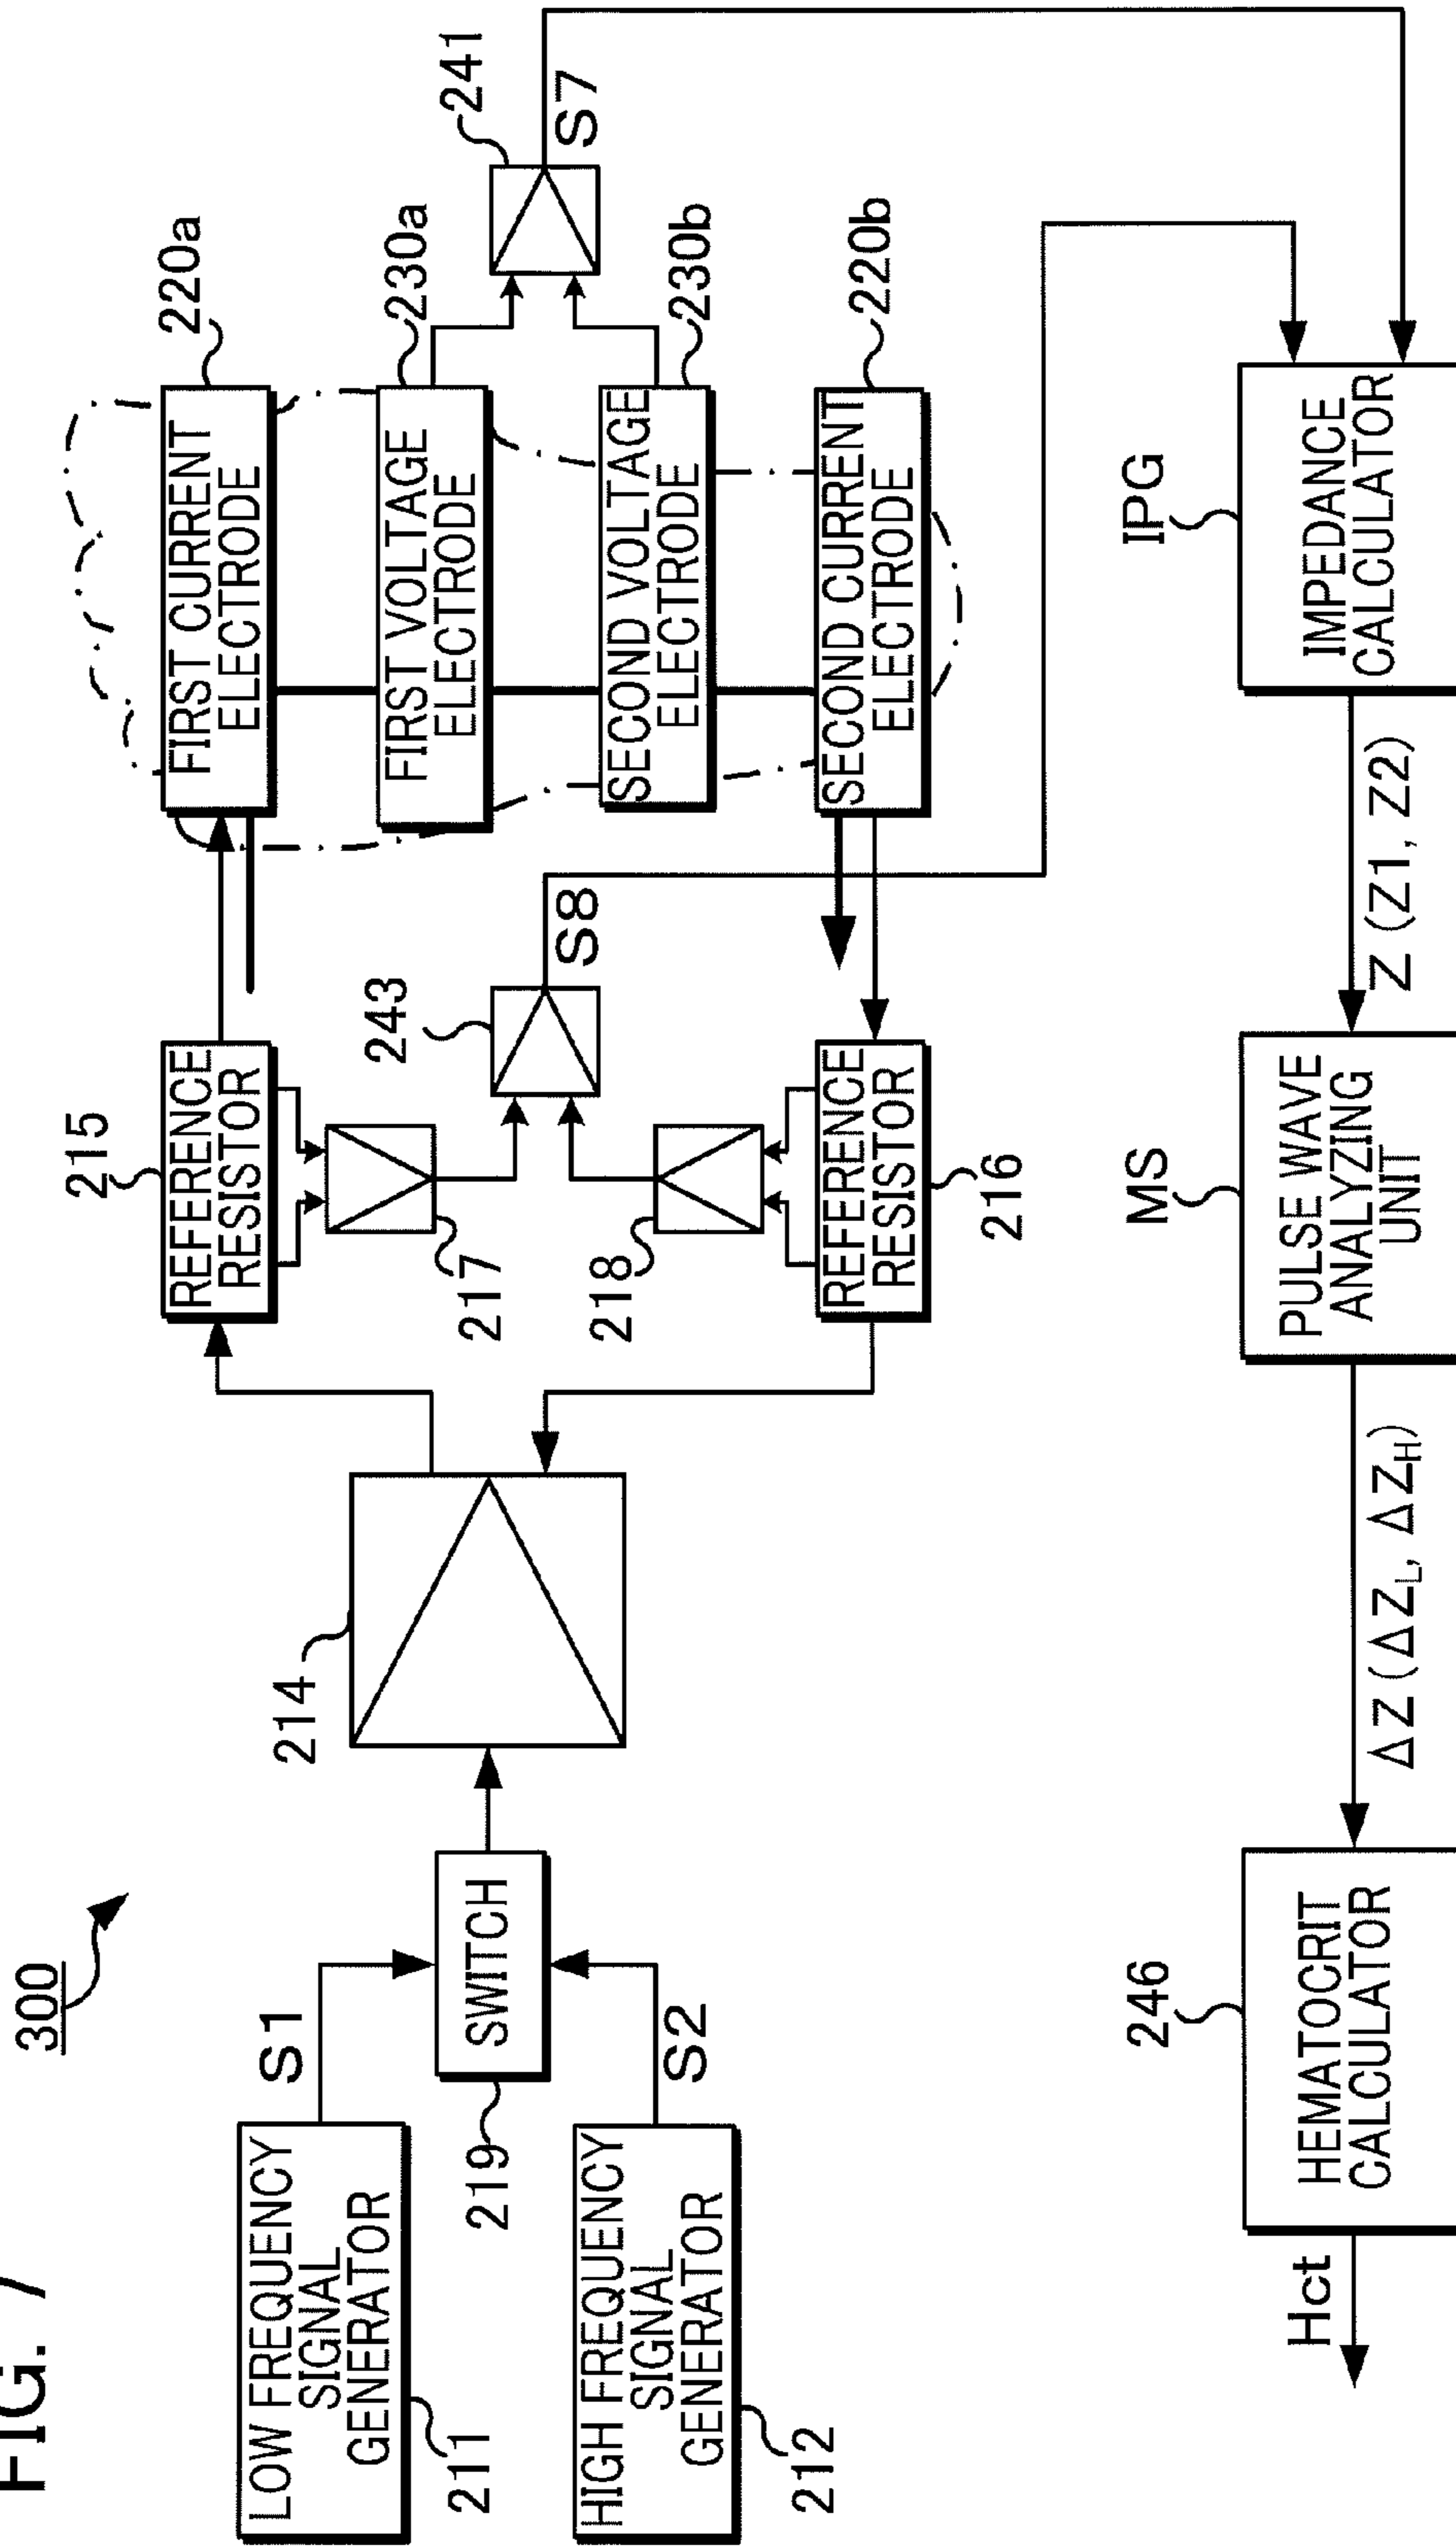 FIG. 7
300
LOW FREQUENCY
SIGNAL
GENERATOR
211
S1
HIGH FREQUENCY
SIGNAL
GENERATOR
212
S2
SWITCH
219
214
215
REFERENCE
RESISTOR
217
218
REFERENCE
RESISTOR
216
243
S8
220a
FIRST CURRENT
ELECTRODE
230a
FIRST VOLTAGE
ELECTRODE
230b
SECOND VOLTAGE
ELECTRODE
220b
SECOND CURRENT
ELECTRODE
241
S7
Hct
246
HEMATOCRIT
CALCULATOR
ΔZ (ΔZL, ΔZH)
MS
PULSE WAVE
ANALYZING
UNIT
Z (Z1, Z2)
IPG
IMPEDANCE
CALCULATOR